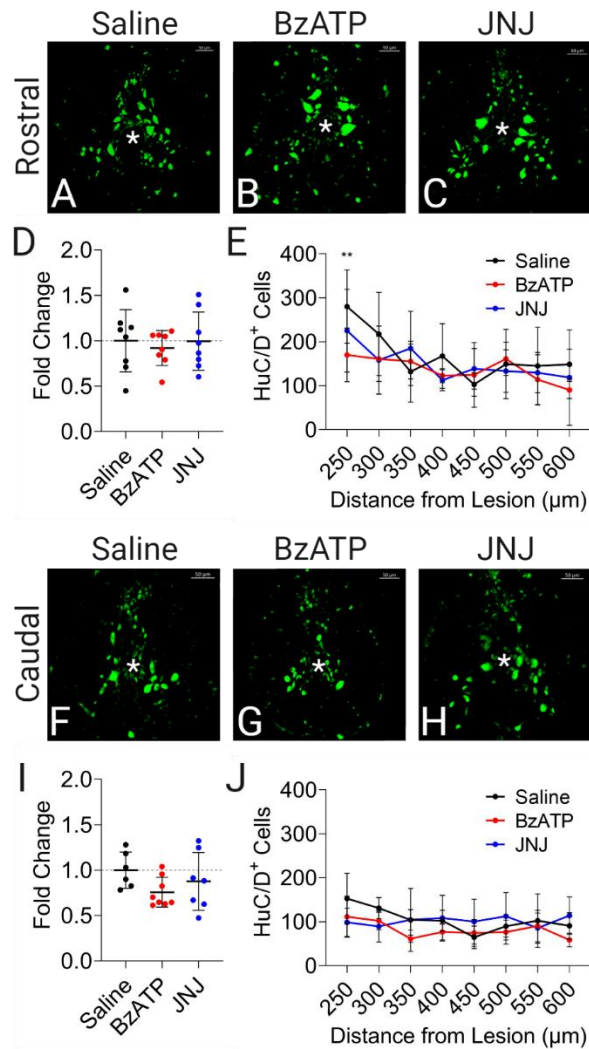 Saline BzATP JNJ
Rostral
50 µm 50 µm 50 µm
* * *
A B C
D E
Fold Change
2.0
1.5
1.0
0.5
0.0
Saline BzATP JNJ
HuC/D⁺ Cells
400
300
200
100
0
**
Saline
BzATP
JNJ
250 300 350 400 450 500 550 600
Distance from Lesion (µm)
Saline BzATP JNJ
Caudal
50 µm 50 µm 50 µm
* * *
F G H
I J
Fold Change
2.0
1.5
1.0
0.5
0.0
Saline BzATP JNJ
HuC/D⁺ Cells
400
300
200
100
0
Saline
BzATP
JNJ
250 300 350 400 450 500 550 600
Distance from Lesion (µm)